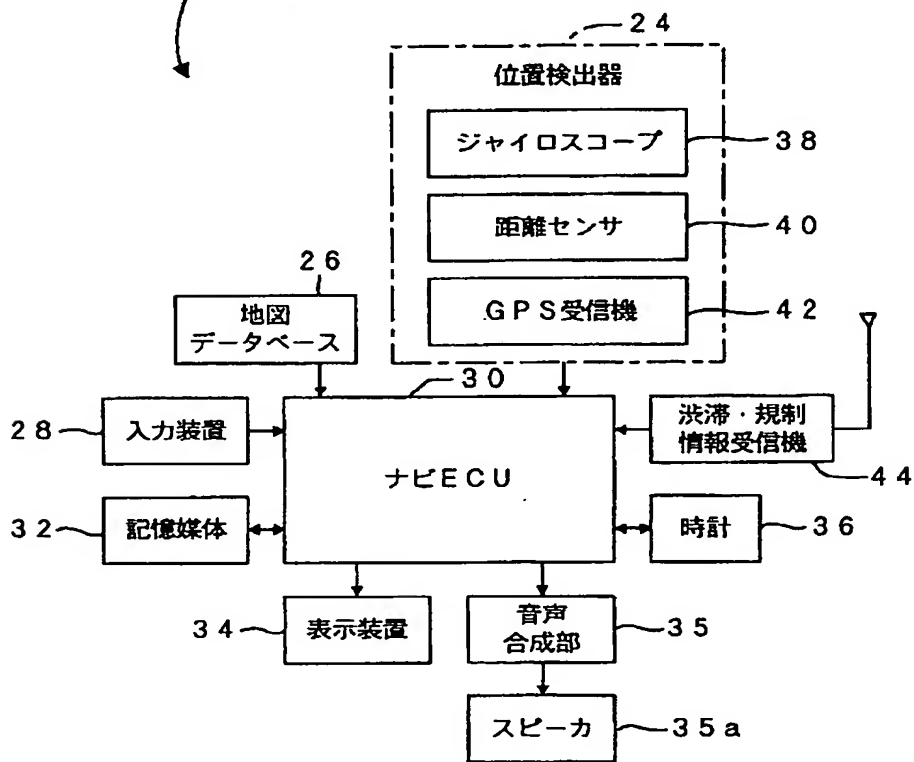 24
位置検出器
ジャイロスコープ
38
距離センサ
40
26
地図
データベース
GPS受信機
42
30
28
入力装置
ナビECU
渋滞・規制
情報受信機
44
32
記憶媒体
時計
36
34
表示装置
音声
合成部
35
スピーカ
35a